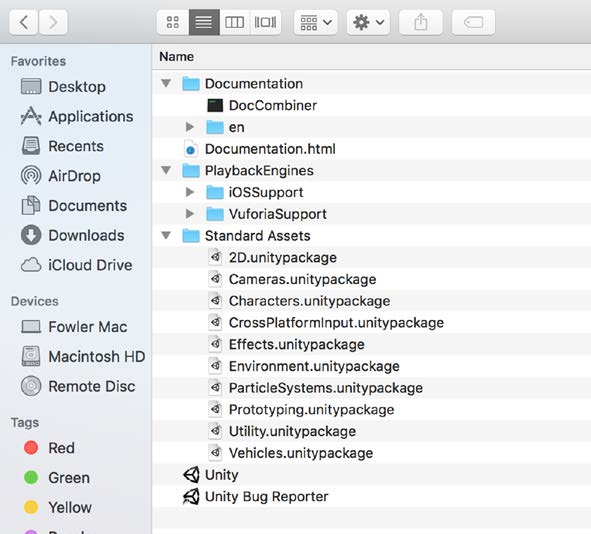 Favorites
Desktop
Applications
Recents
AirDrop
Documents
Downloads
iCloud Drive
Devices
Fowler Mac
Macintosh HD
Remote Disc
Tags
Red
Green
Yellow
Name
Documentation
DocCombiner
en
Documentation.html
PlaybackEngines
iOSSupport
VuforiaSupport
Standard Assets
2D.unitypackage
Cameras.unitypackage
Characters.unitypackage
CrossPlatformInput.unitypackage
Effects.unitypackage
Environment.unitypackage
ParticleSystems.unitypackage
Prototyping.unitypackage
Utility.unitypackage
Vehicles.unitypackage
Unity
Unity Bug Reporter